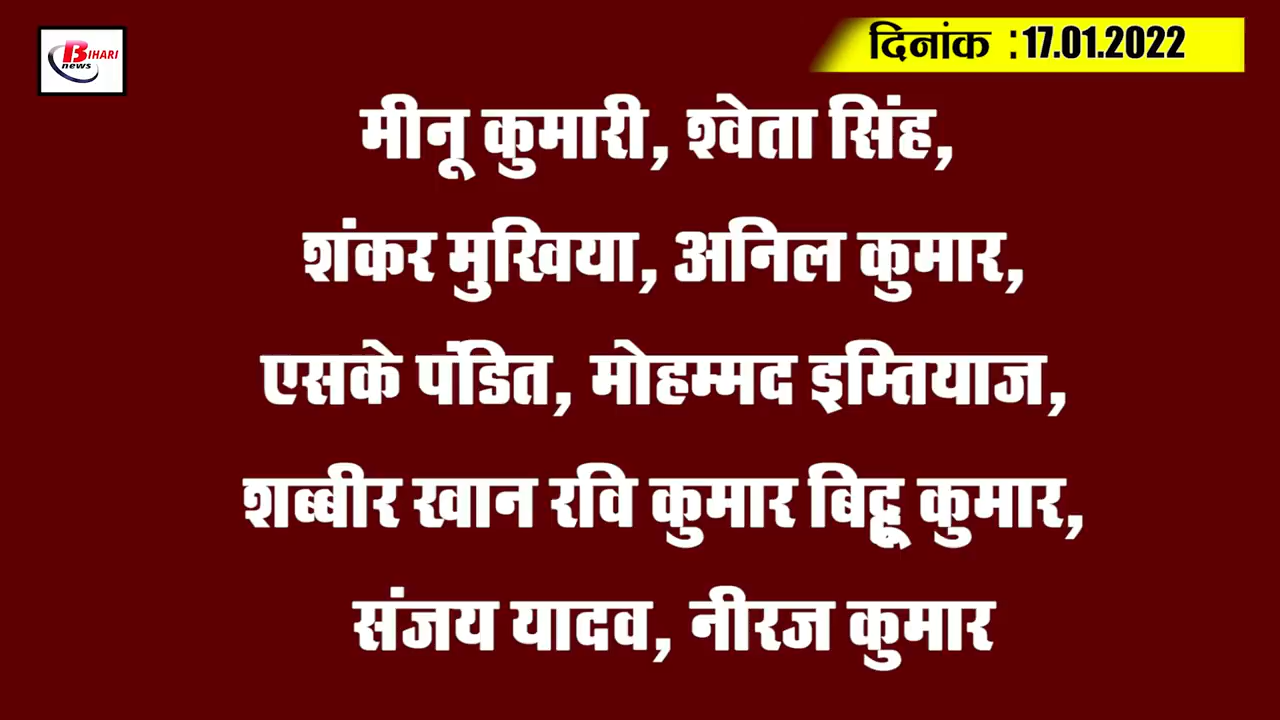 BIHARI
news
दिनांक : 17.01.2022
मीनू कुमारी, श्वेता सिंह,
शंकर मुखिया, अनिल कुमार,
एसके पंडित, मोहम्मद इम्तियाज,
शब्बीर खान रवि कुमार बिट्टू कुमार,
संजय यादव, नीरज कुमार